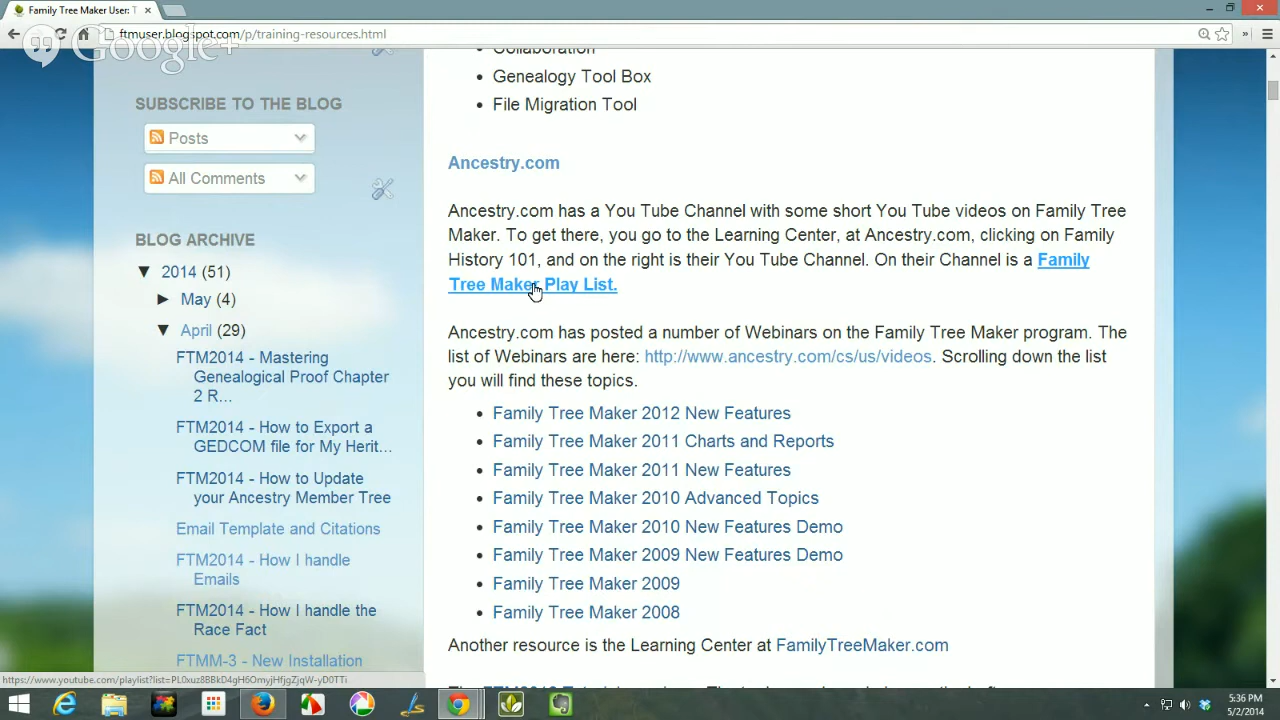 Family Tree Maker User: T
ftmuser.blogspot.com/p/training-resources.html
Google+
SUBSCRIBE TO THE BLOG
Posts
All Comments
BLOG ARCHIVE
▼ 2014 (51)
► May (4)
▼ April (29)
FTM2014 - Mastering
Genealogical Proof Chapter
2 R...
FTM2014 - How to Export a
GEDCOM file for My Herit...
FTM2014 - How to Update
your Ancestry Member Tree
Email Template and Citations
FTM2014 - How I handle
Emails
FTM2014 - How I handle the
Race Fact
FTMM-3 - New Installation
Collaboration
• Genealogy Tool Box
• File Migration Tool
Ancestry.com
Ancestry.com has a You Tube Channel with some short You Tube videos on Family Tree
Maker. To get there, you go to the Learning Center, at Ancestry.com, clicking on Family
History 101, and on the right is their You Tube Channel. On their Channel is a Family
Tree Maker Play List.
Ancestry.com has posted a number of Webinars on the Family Tree Maker program. The
list of Webinars are here: http://www.ancestry.com/cs/us/videos. Scrolling down the list
you will find these topics.
• Family Tree Maker 2012 New Features
• Family Tree Maker 2011 Charts and Reports
• Family Tree Maker 2011 New Features
• Family Tree Maker 2010 Advanced Topics
• Family Tree Maker 2010 New Features Demo
• Family Tree Maker 2009 New Features Demo
• Family Tree Maker 2009
• Family Tree Maker 2008
Another resource is the Learning Center at FamilyTreeMaker.com
5:36 PM
5/2/2014